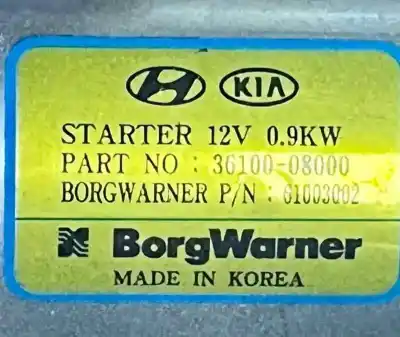 KIA
STARTER 12V 0.9KW
PART NO : 36100-08000
BORGWARNER P/N : 61003002
BorgWarner
MADE IN KOREA